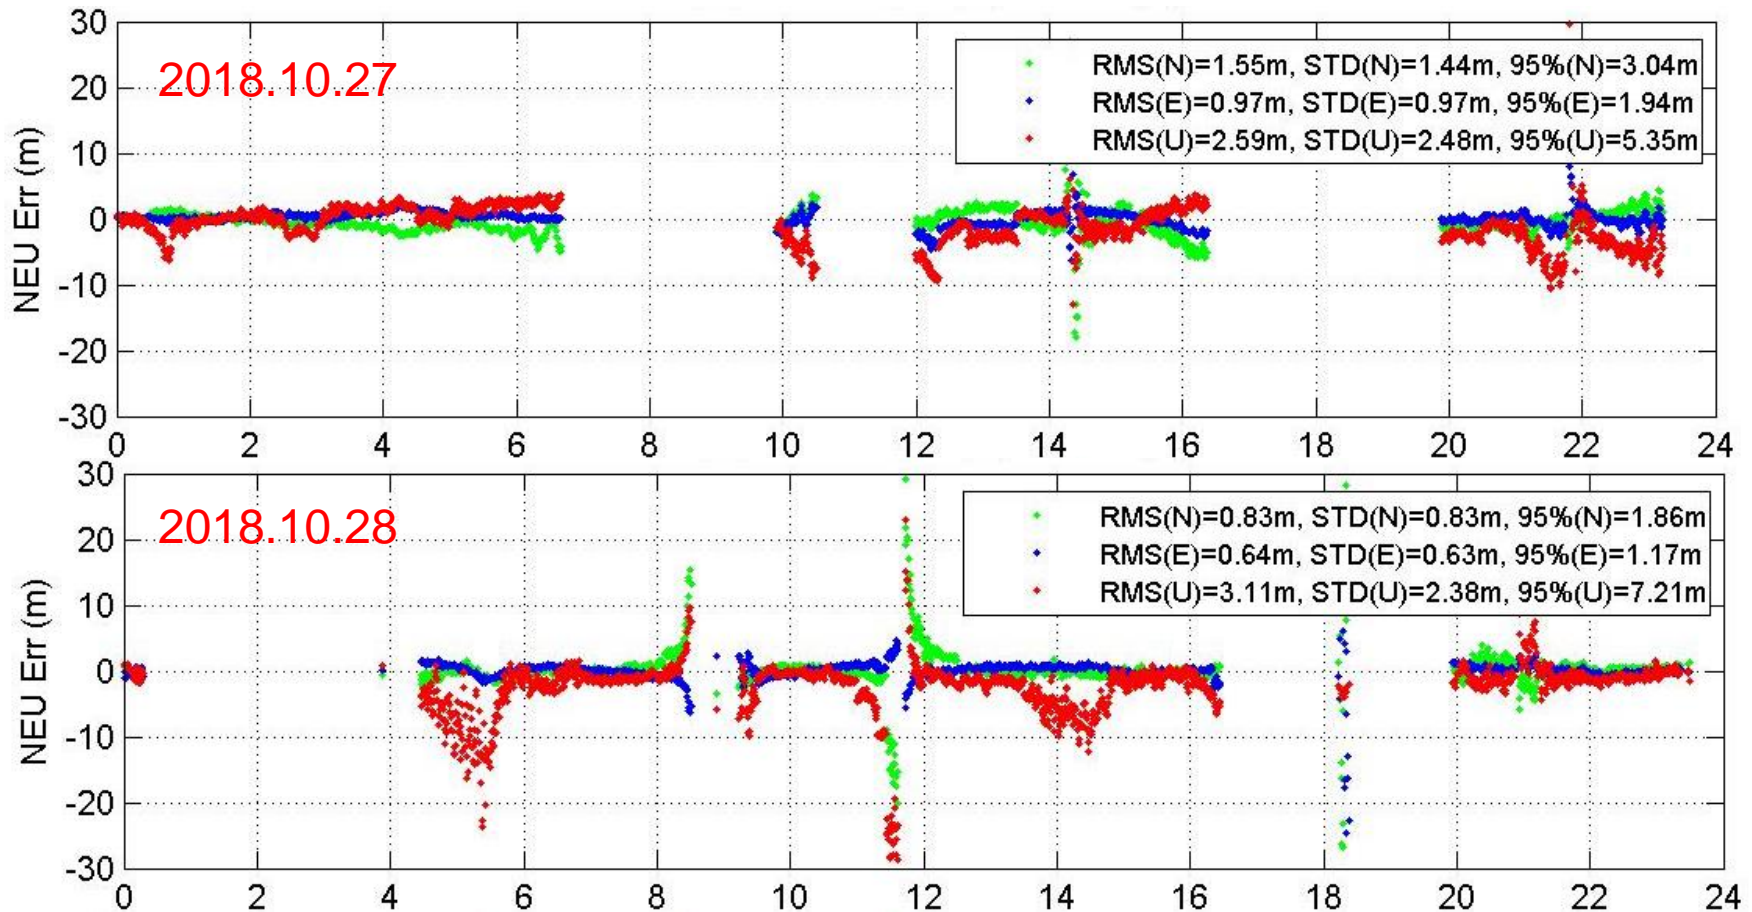 30
2018.10.27
RMS(N)=1.55m, STD(N)=1.44m, 95%(N)=3.04m
20
RMS(E)=0.97m, STD(E)=0.97m, 95%(E)=1.94m
RMS(U)=2.59m, STD(U)=2.48m, 95%(U)=5.35m
10
NEU Err (m)
0
-10
-20
-30
0 2 4 6 8 10 12 14 16 18 20 22 24
30
2018.10.28
RMS(N)=0.83m, STD(N)=0.83m, 95%(N)=1.86m
20
RMS(E)=0.64m, STD(E)=0.63m, 95%(E)=1.17m
RMS(U)=3.11m, STD(U)=2.38m, 95%(U)=7.21m
10
NEU Err (m)
0
-10
-20
-30
0 2 4 6 8 10 12 14 16 18 20 22 24